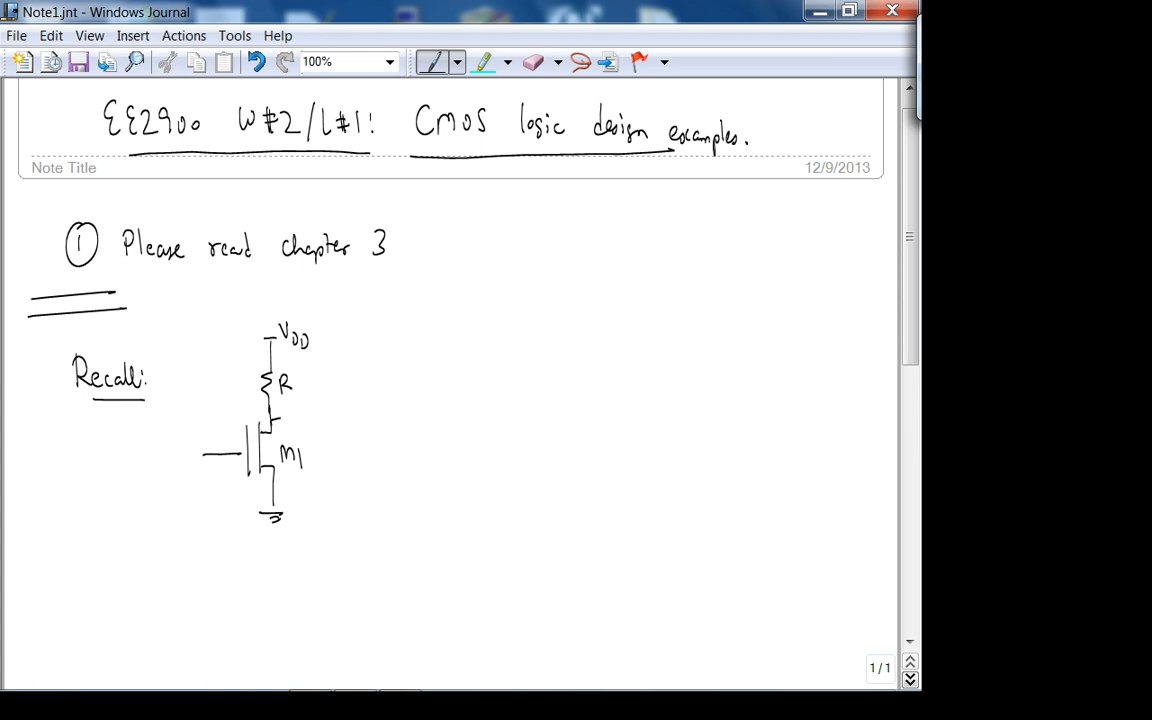 Note1.jnt - Windows Journal
File Edit View Insert Actions Tools Help
100%
EE2900 W#2/L#1: CMOS logic design examples.
Note Title 12/9/2013
① Please read chapter 3
VDD
Recall:
R
M1
1 / 1